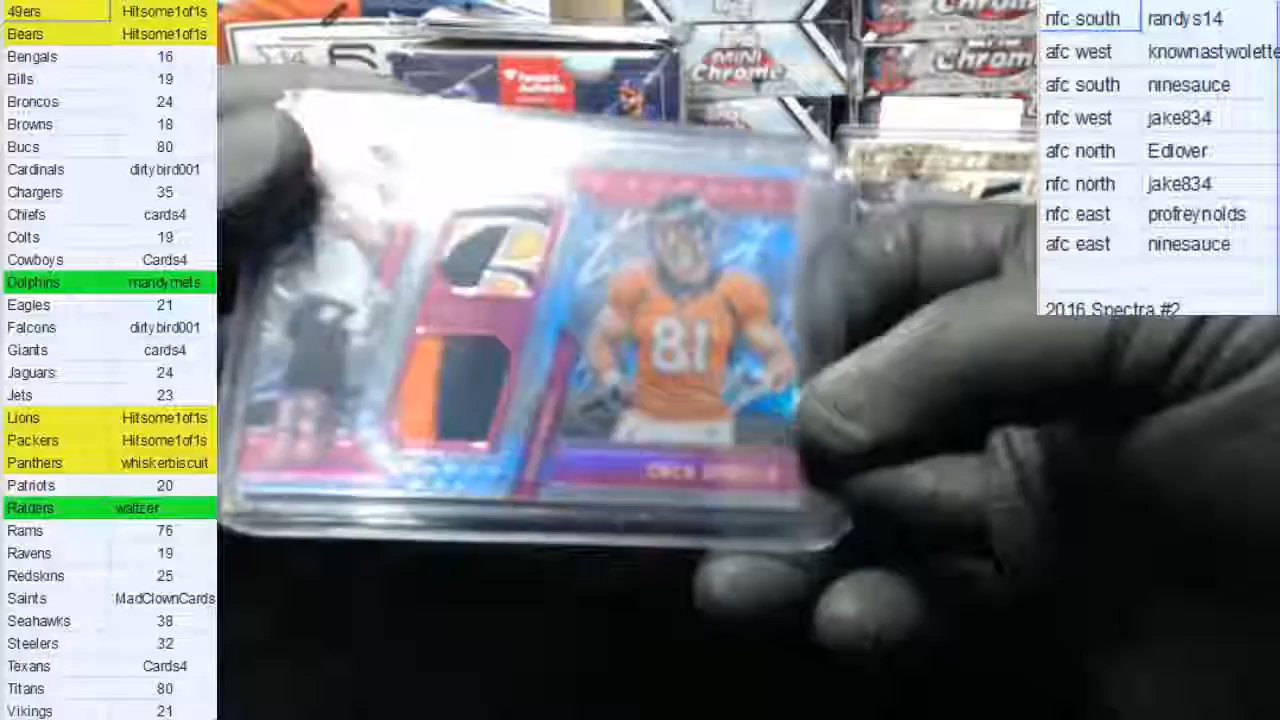 49ers Hitsome1of1s
Bears Hitsome1of1s
Bengals 16
Bills 19
Broncos 24
Browns 18
Bucs 80
Cardinals dirtybird001
Chargers 35
Chiefs cards4
Colts 19
Cowboys Cards4
Dolphins mandymets
Eagles 21
Falcons dirtybird001
Giants cards4
Jaguars 24
Jets 23
Lions Hitsome1of1s
Packers Hitsome1of1s
Panthers whiskerbiscuit
Patriots 20
Raiders waltzer
Rams 76
Ravens 19
Redskins 25
Saints MadClownCards
Seahawks 38
Steelers 32
Texans Cards4
Titans 80
Vikings 21
MINI
Chrome
Chrom
Authentic
81
nfc south randys14
afc west knownastwolette
afc south ninesauce
nfc west jake834
afc north Edlover
nfc north jake834
nfc east profreynolds
afc east ninesauce
2016 Spectra #2